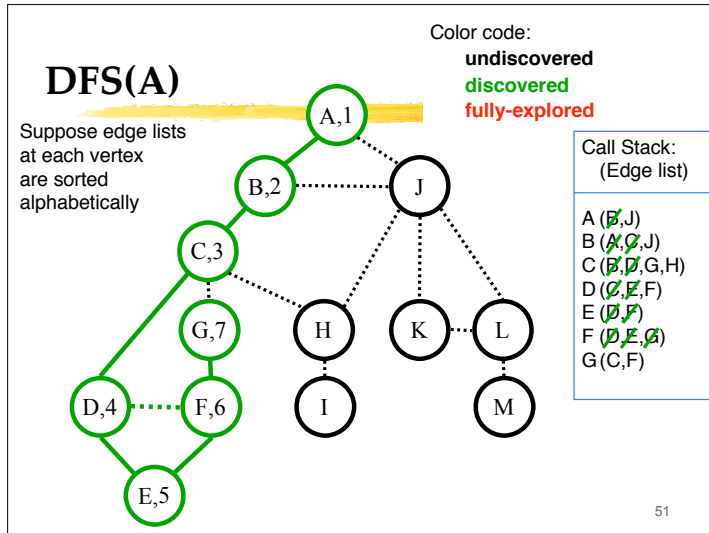 DFS(A)
Suppose edge lists
at each vertex
are sorted
alphabetically
Color code:
undiscovered
discovered
fully-explored
A,1
B,2
J
C,3
G,7
H
K
L
D,4
F,6
I
M
E,5
Call Stack:
(Edge list)
A (B,J)
B (A,C,J)
C (B,D,G,H)
D (C,E,F)
E (D,F)
F (D,E,G)
G (C,F)
51